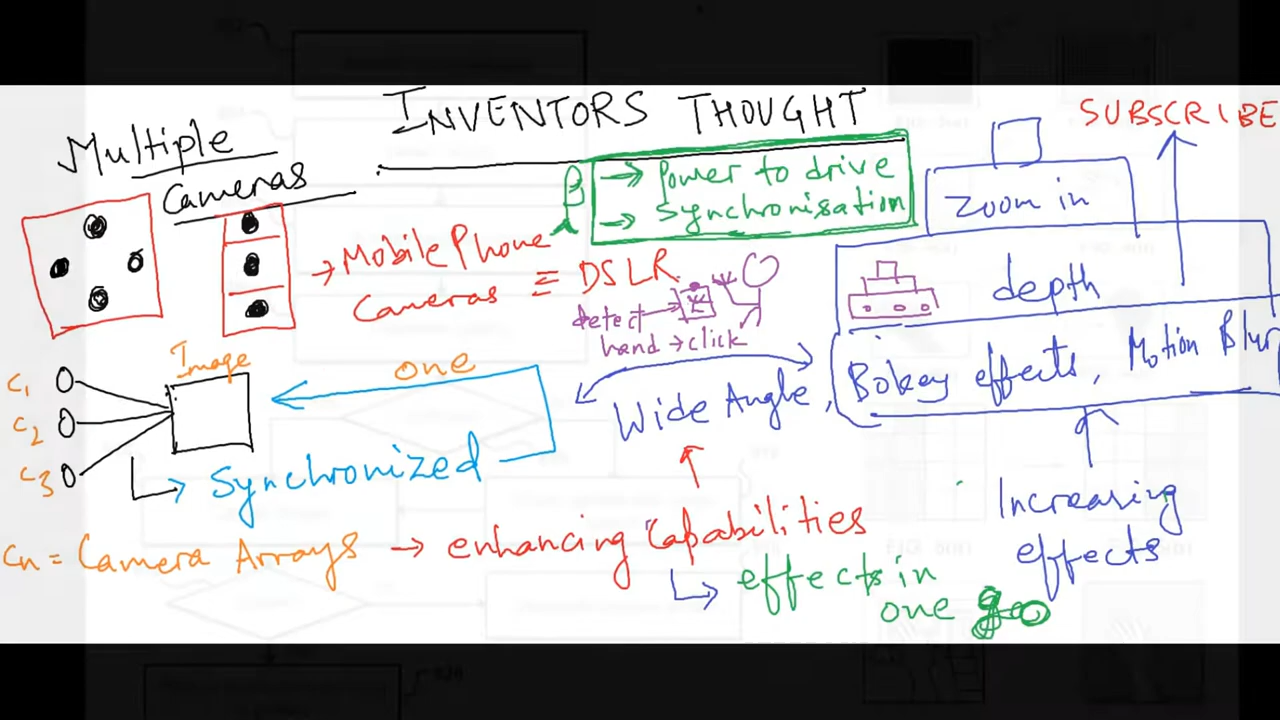 INVENTORS THOUGHT
SUBSCRIBE
Multiple
Cameras
→ Power to drive
→ Synchronisation
Zoom in
→ Mobile Phone
Cameras = DSLR
depth
detect
hand → click
Image
one
C1
C2
C3
Wide Angle, Bokey effects, Motion Blur
Synchronized
Increasing
effects
Cn = Camera Arrays → enhancing Capabilities
effects in
one go